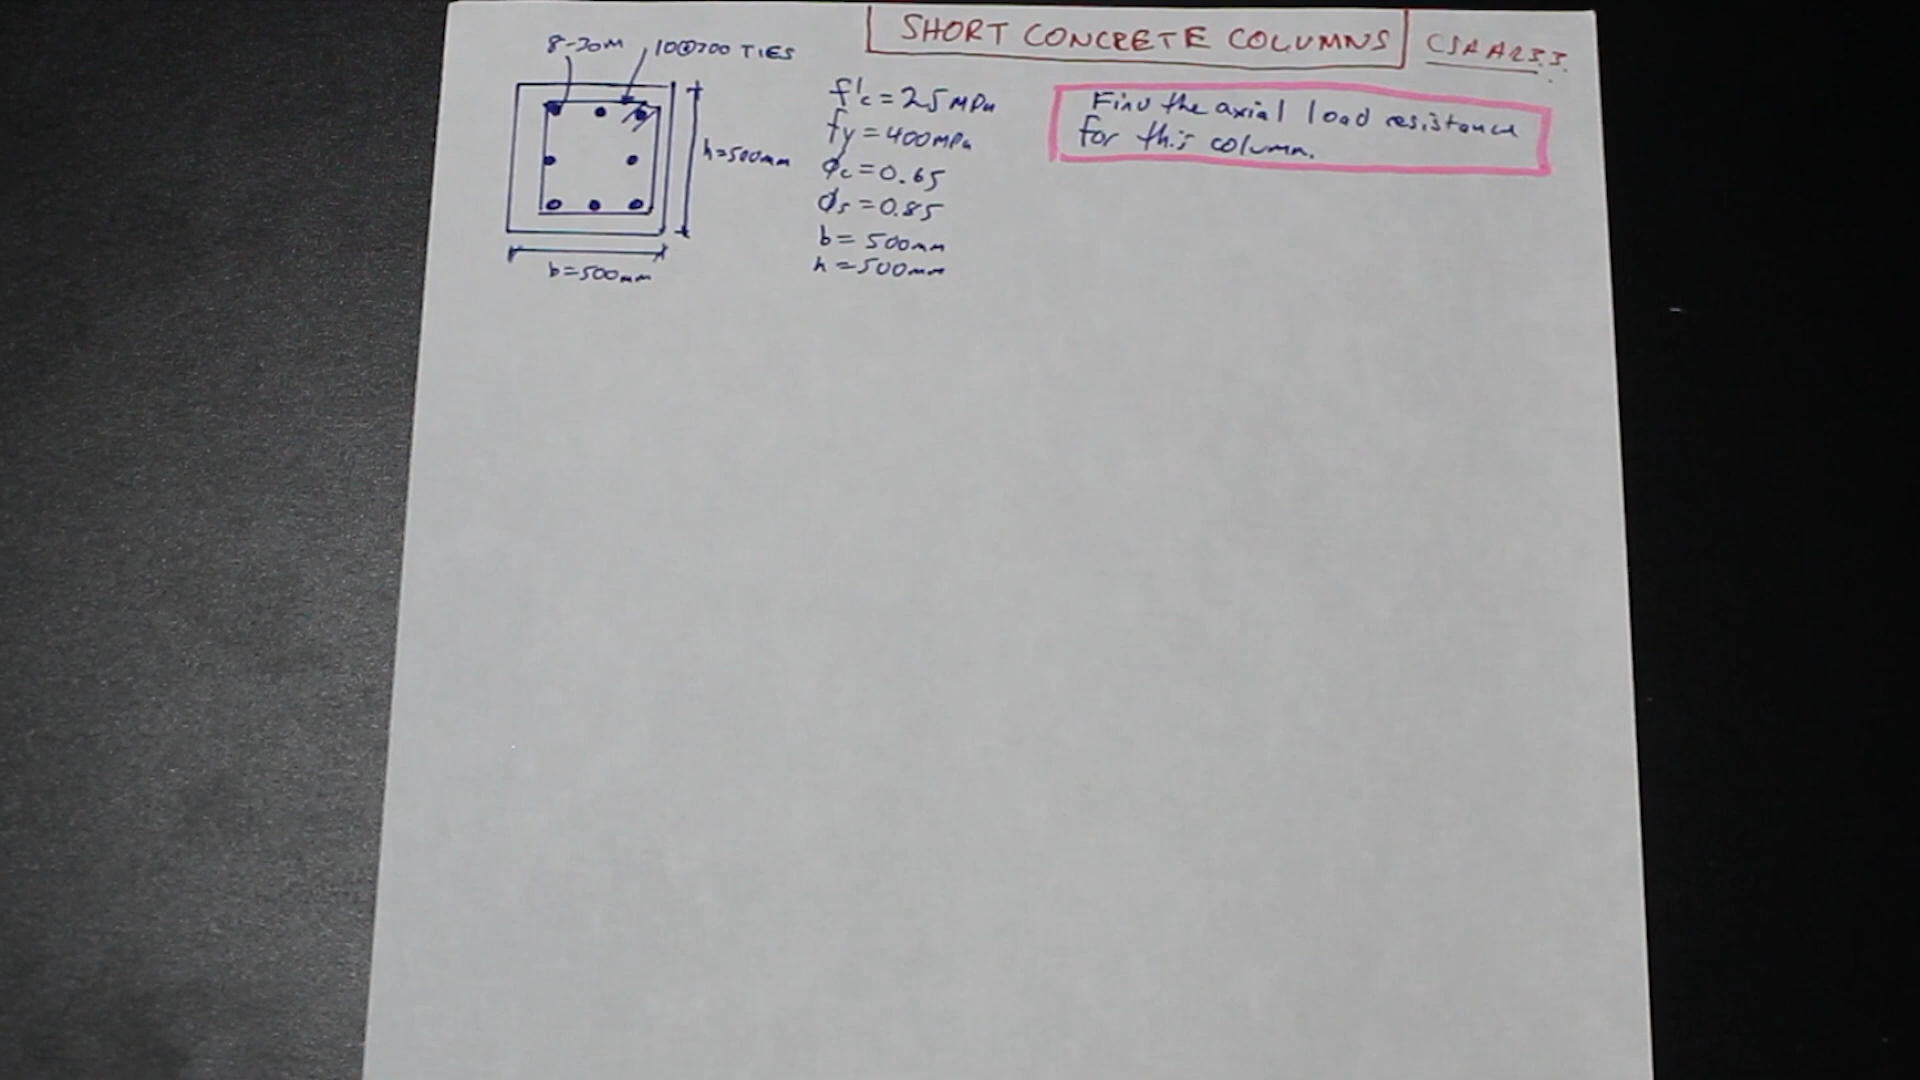 SHORT CONCRETE COLUMNS
CSA A23.3.
8-30M
10@300 TIES
h=500mm
b=500mm
f'c=25MPa
fy=400MPa
φc=0.65
φs=0.85
b=500mm
h=500mm
Find the axial load resistance
for this column.